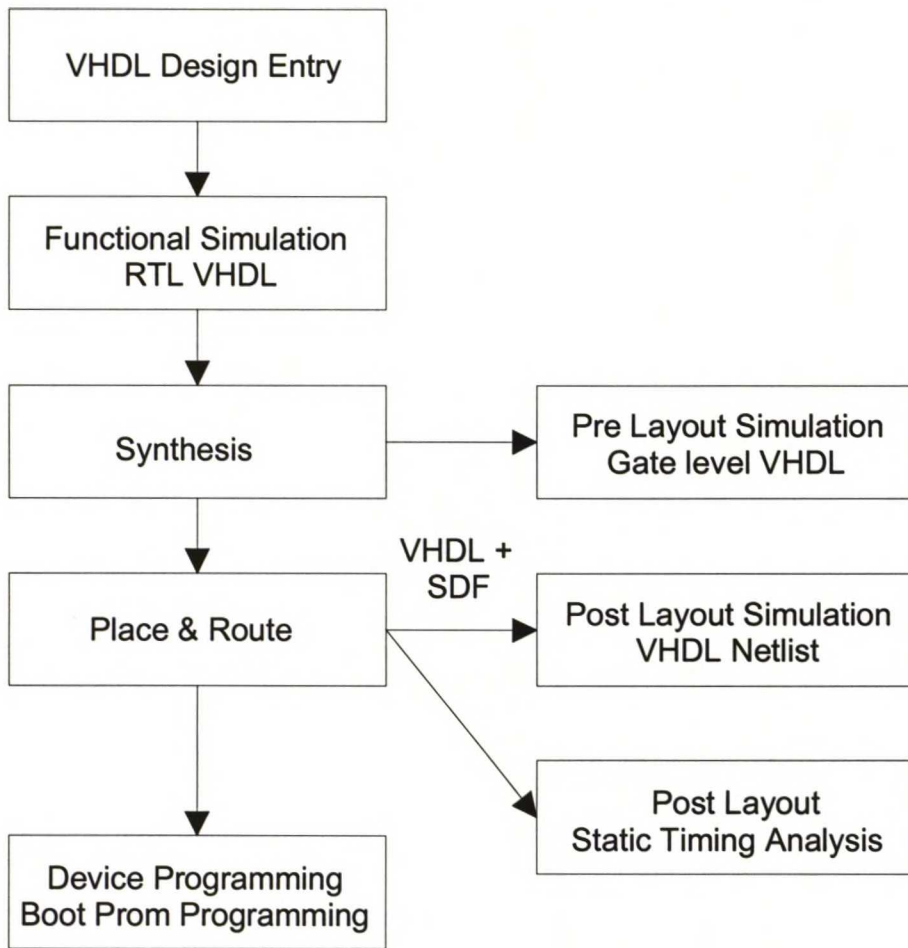 VHDL Design Entry
Functional Simulation
RTL VHDL
Synthesis
Pre Layout Simulation
Gate level VHDL
VHDL +
SDF
Place & Route
Post Layout Simulation
VHDL Netlist
Post Layout
Static Timing Analysis
Device Programming
Boot Prom Programming